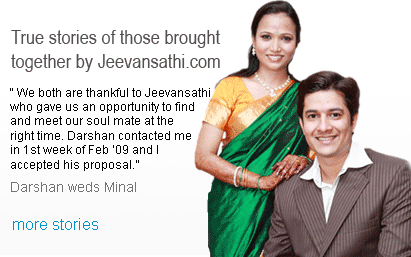 True stories of those brought
together by Jeevansathi.com
" We both are thankful to Jeevansathi
who gave us an opportunity to find
and meet our soul mate at the
right time. Darshan contacted me
in 1st week of Feb '09 and I
accepted his proposal."
Darshan weds Minal
more stories